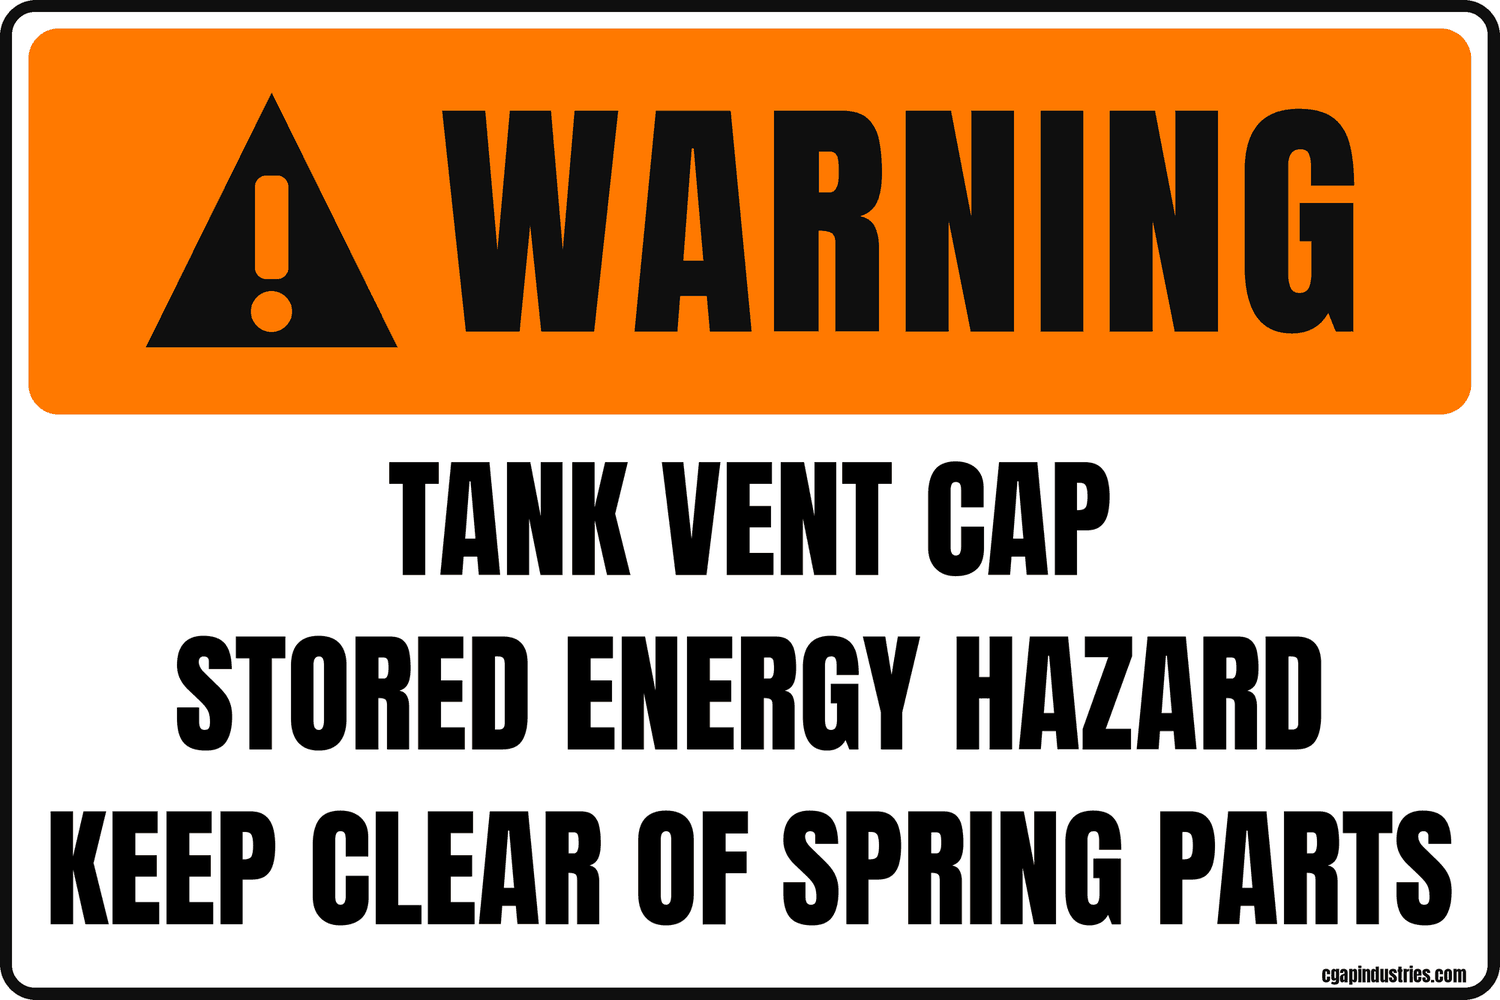 WARNING
TANK VENT CAP
STORED ENERGY HAZARD
KEEP CLEAR OF SPRING PARTS
cgapindustries.com